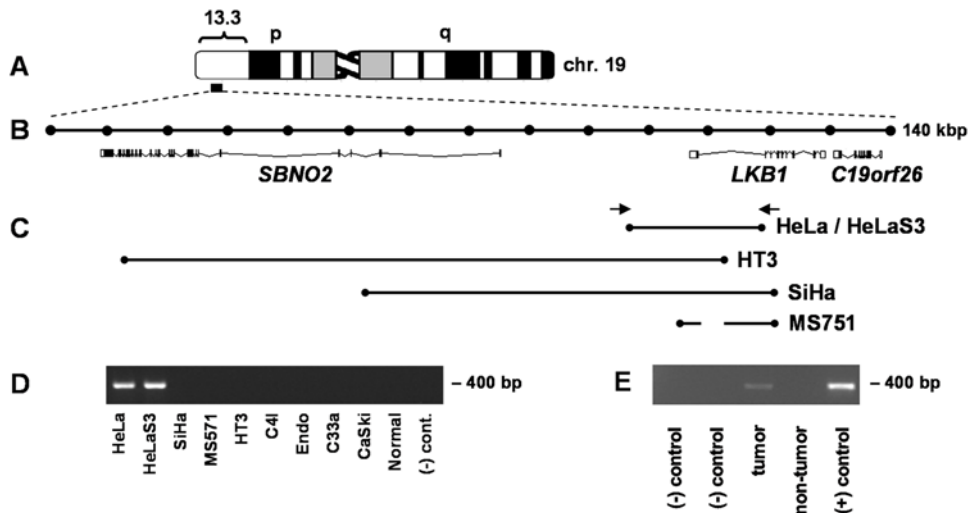 13.3
p
q
A
chr. 19
B
140 kbp
SBNO2
LKB1
C19orf26
C
HeLa / HeLaS3
HT3
SiHa
MS751
D
– 400 bp
HeLa
HeLaS3
SiHa
MS571
HT3
C4I
Endo
C33a
CaSki
Normal
(-) cont.
E
– 400 bp
(-) control
(-) control
tumor
non-tumor
(+) control